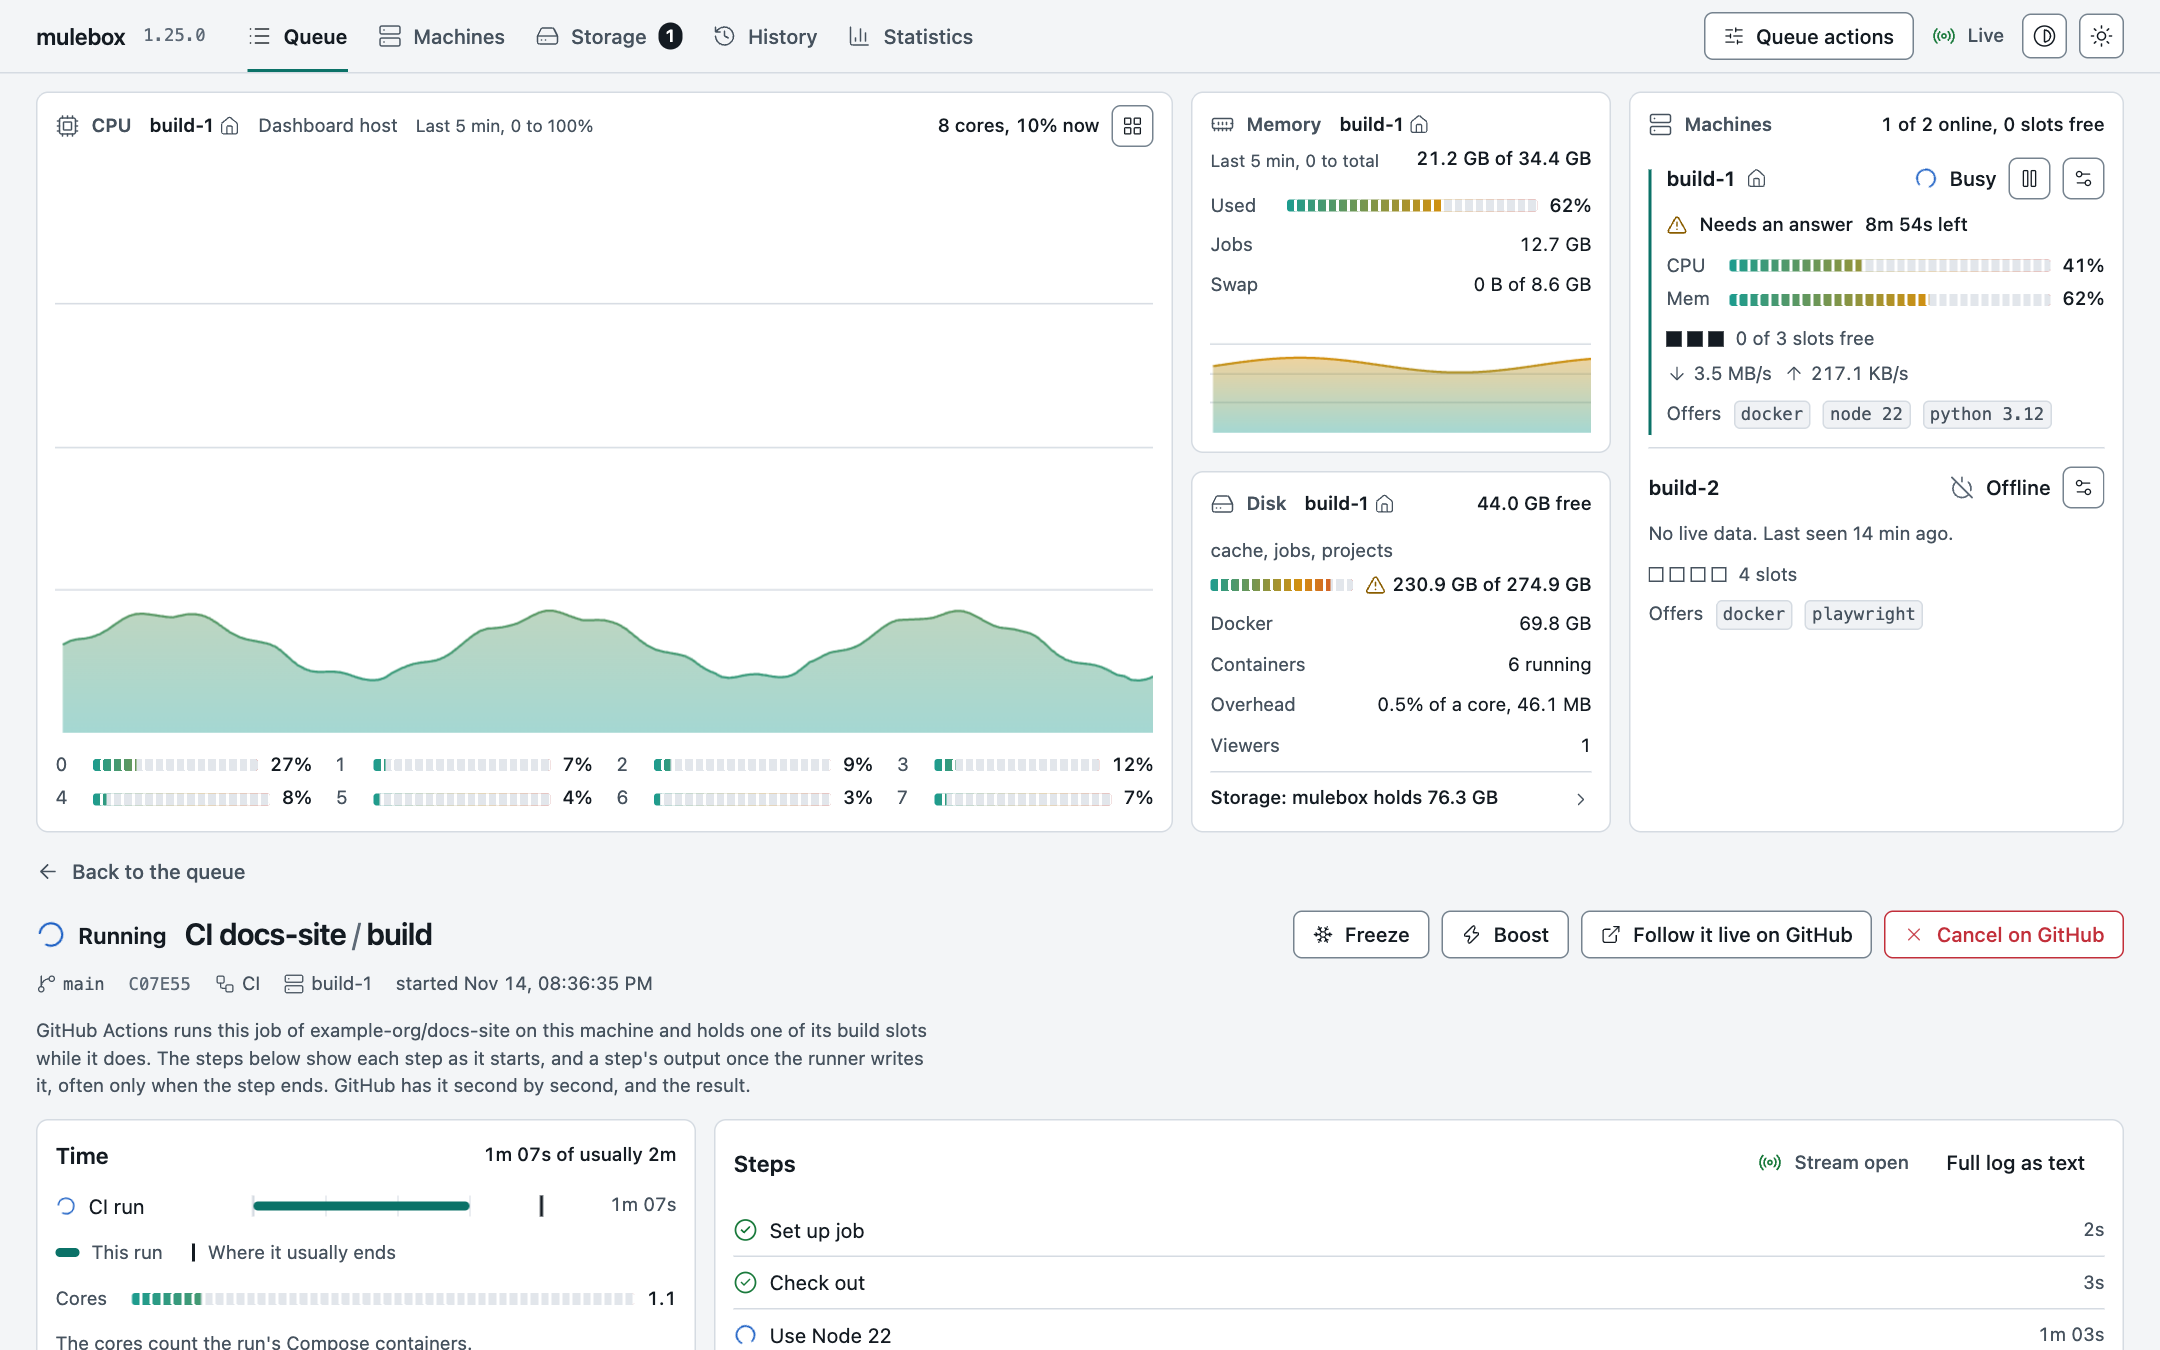 mulebox 1.25.0 Queue Machines Storage 1 History Statistics Queue actions Live
CPU build-1 Dashboard host Last 5 min, 0 to 100% 8 cores, 10% now
0 27% 1 7% 2 9% 3 12%
4 8% 5 4% 6 3% 7 7%
Memory build-1
Last 5 min, 0 to total 21.2 GB of 34.4 GB
Used 62%
Jobs 12.7 GB
Swap 0 B of 8.6 GB
Disk build-1 44.0 GB free
cache, jobs, projects
230.9 GB of 274.9 GB
Docker 69.8 GB
Containers 6 running
Overhead 0.5% of a core, 46.1 MB
Viewers 1
Storage: mulebox holds 76.3 GB
Machines 1 of 2 online, 0 slots free
build-1 Busy
Needs an answer 8m 54s left
CPU 41%
Mem 62%
0 of 3 slots free
3.5 MB/s 217.1 KB/s
Offers docker node 22 python 3.12
build-2 Offline
No live data. Last seen 14 min ago.
4 slots
Offers docker playwright
Back to the queue
Running CI docs-site / build Freeze Boost Follow it live on GitHub Cancel on GitHub
main C07E55 CI build-1 started Nov 14, 08:36:35 PM
GitHub Actions runs this job of example-org/docs-site on this machine and holds one of its build slots
while it does. The steps below show each step as it starts, and a step's output once the runner writes
it, often only when the step ends. GitHub has it second by second, and the result.
Time 1m 07s of usually 2m
CI run 1m 07s
This run Where it usually ends
Cores 1.1
The cores count the run's Compose containers.
Steps Stream open Full log as text
Set up job 2s
Check out 3s
Use Node 22 1m 03s